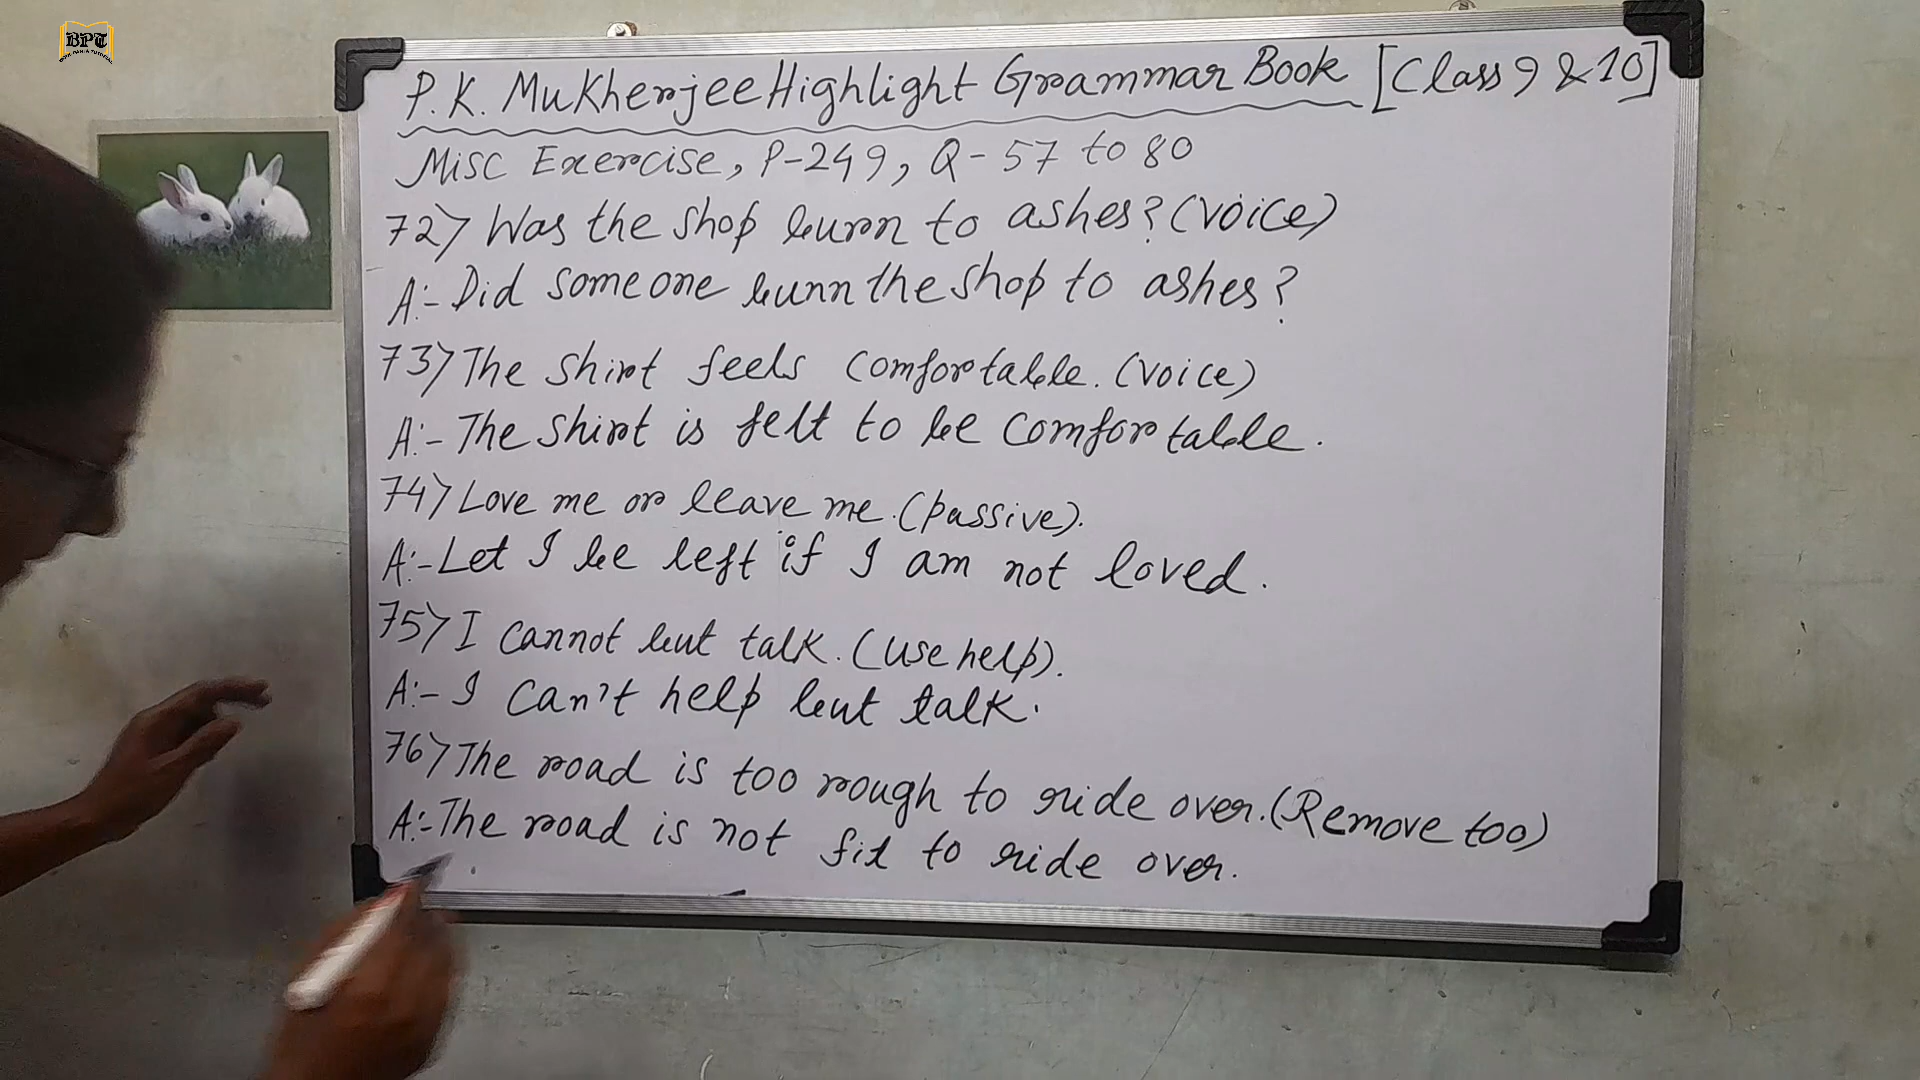 BPT
P.K. Mukherjee Highlight Grammar Book [Class 9 & 10]
Misc Exercise, P-249, Q-57 to 80
72) Was the shop burn to ashes? (voice)
A:- Did someone burn the shop to ashes?
73) The shirt feels comfortable. (voice)
A:- The shirt is felt to be comfortable.
74) Love me or leave me. (passive).
A:- Let I be left if I am not loved.
75) I cannot but talk. (use help).
A:- I can't help but talk.
76) The road is too rough to ride over. (Remove too)
A:- The road is not fit to ride over.